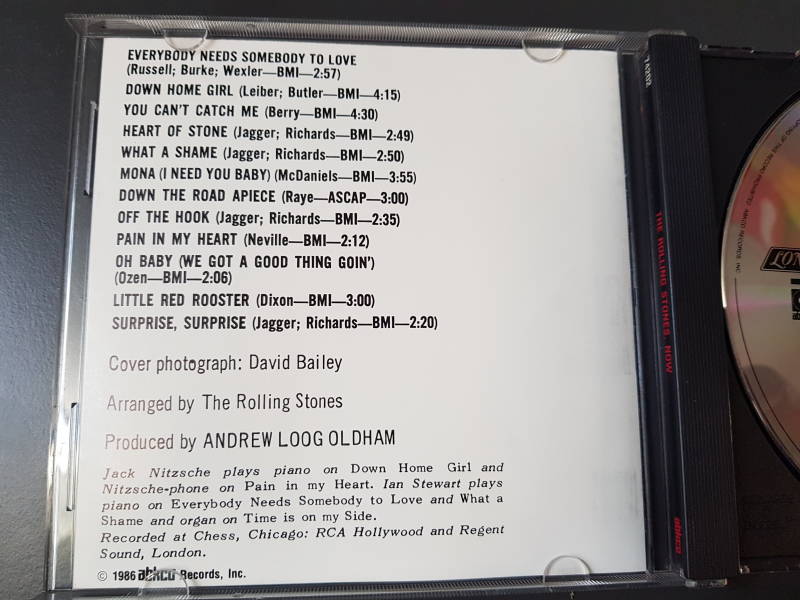 EVERYBODY NEEDS SOMEBODY TO LOVE
(Russell; Burke; Wexler—BMI—2:57)
DOWN HOME GIRL (Leiber; Butler—BMI—4:15)
YOU CAN'T CATCH ME (Berry—BMI—4:30)
HEART OF STONE (Jagger; Richards—BMI—2:49)
WHAT A SHAME (Jagger; Richards—BMI—2:50)
MONA (I NEED YOU BABY) (McDaniels—BMI—3:55)
DOWN THE ROAD APIECE (Raye—ASCAP—3:00)
OFF THE HOOK (Jagger; Richards—BMI—2:35)
PAIN IN MY HEART (Neville—BMI—2:12)
OH BABY (WE GOT A GOOD THING GOIN')
(Ozen—BMI—2:06)
LITTLE RED ROOSTER (Dixon—BMI—3:00)
SURPRISE, SURPRISE (Jagger; Richards—BMI—2:20)
Cover photograph: David Bailey
Arranged by The Rolling Stones
Produced by ANDREW LOOG OLDHAM
Jack Nitzsche plays piano on Down Home Girl and
Nitzsche-phone on Pain in my Heart. Ian Stewart plays
piano on Everybody Needs Somebody to Love and What a
Shame and organ on Time is on my Side.
Recorded at Chess, Chicago: RCA Hollywood and Regent
Sound, London.
© 1986 abkco Records, Inc.
74202
THE ROLLING STONES, NOW
abkco